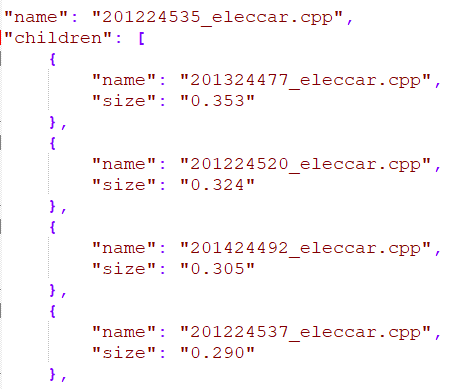 "name": "201224535_eleccar.cpp",
"children": [
{
"name": "201324477_eleccar.cpp",
"size": "0.353"
},
{
"name": "201224520_eleccar.cpp",
"size": "0.324"
},
{
"name": "201424492_eleccar.cpp",
"size": "0.305"
},
{
"name": "201224537_eleccar.cpp",
"size": "0.290"
},